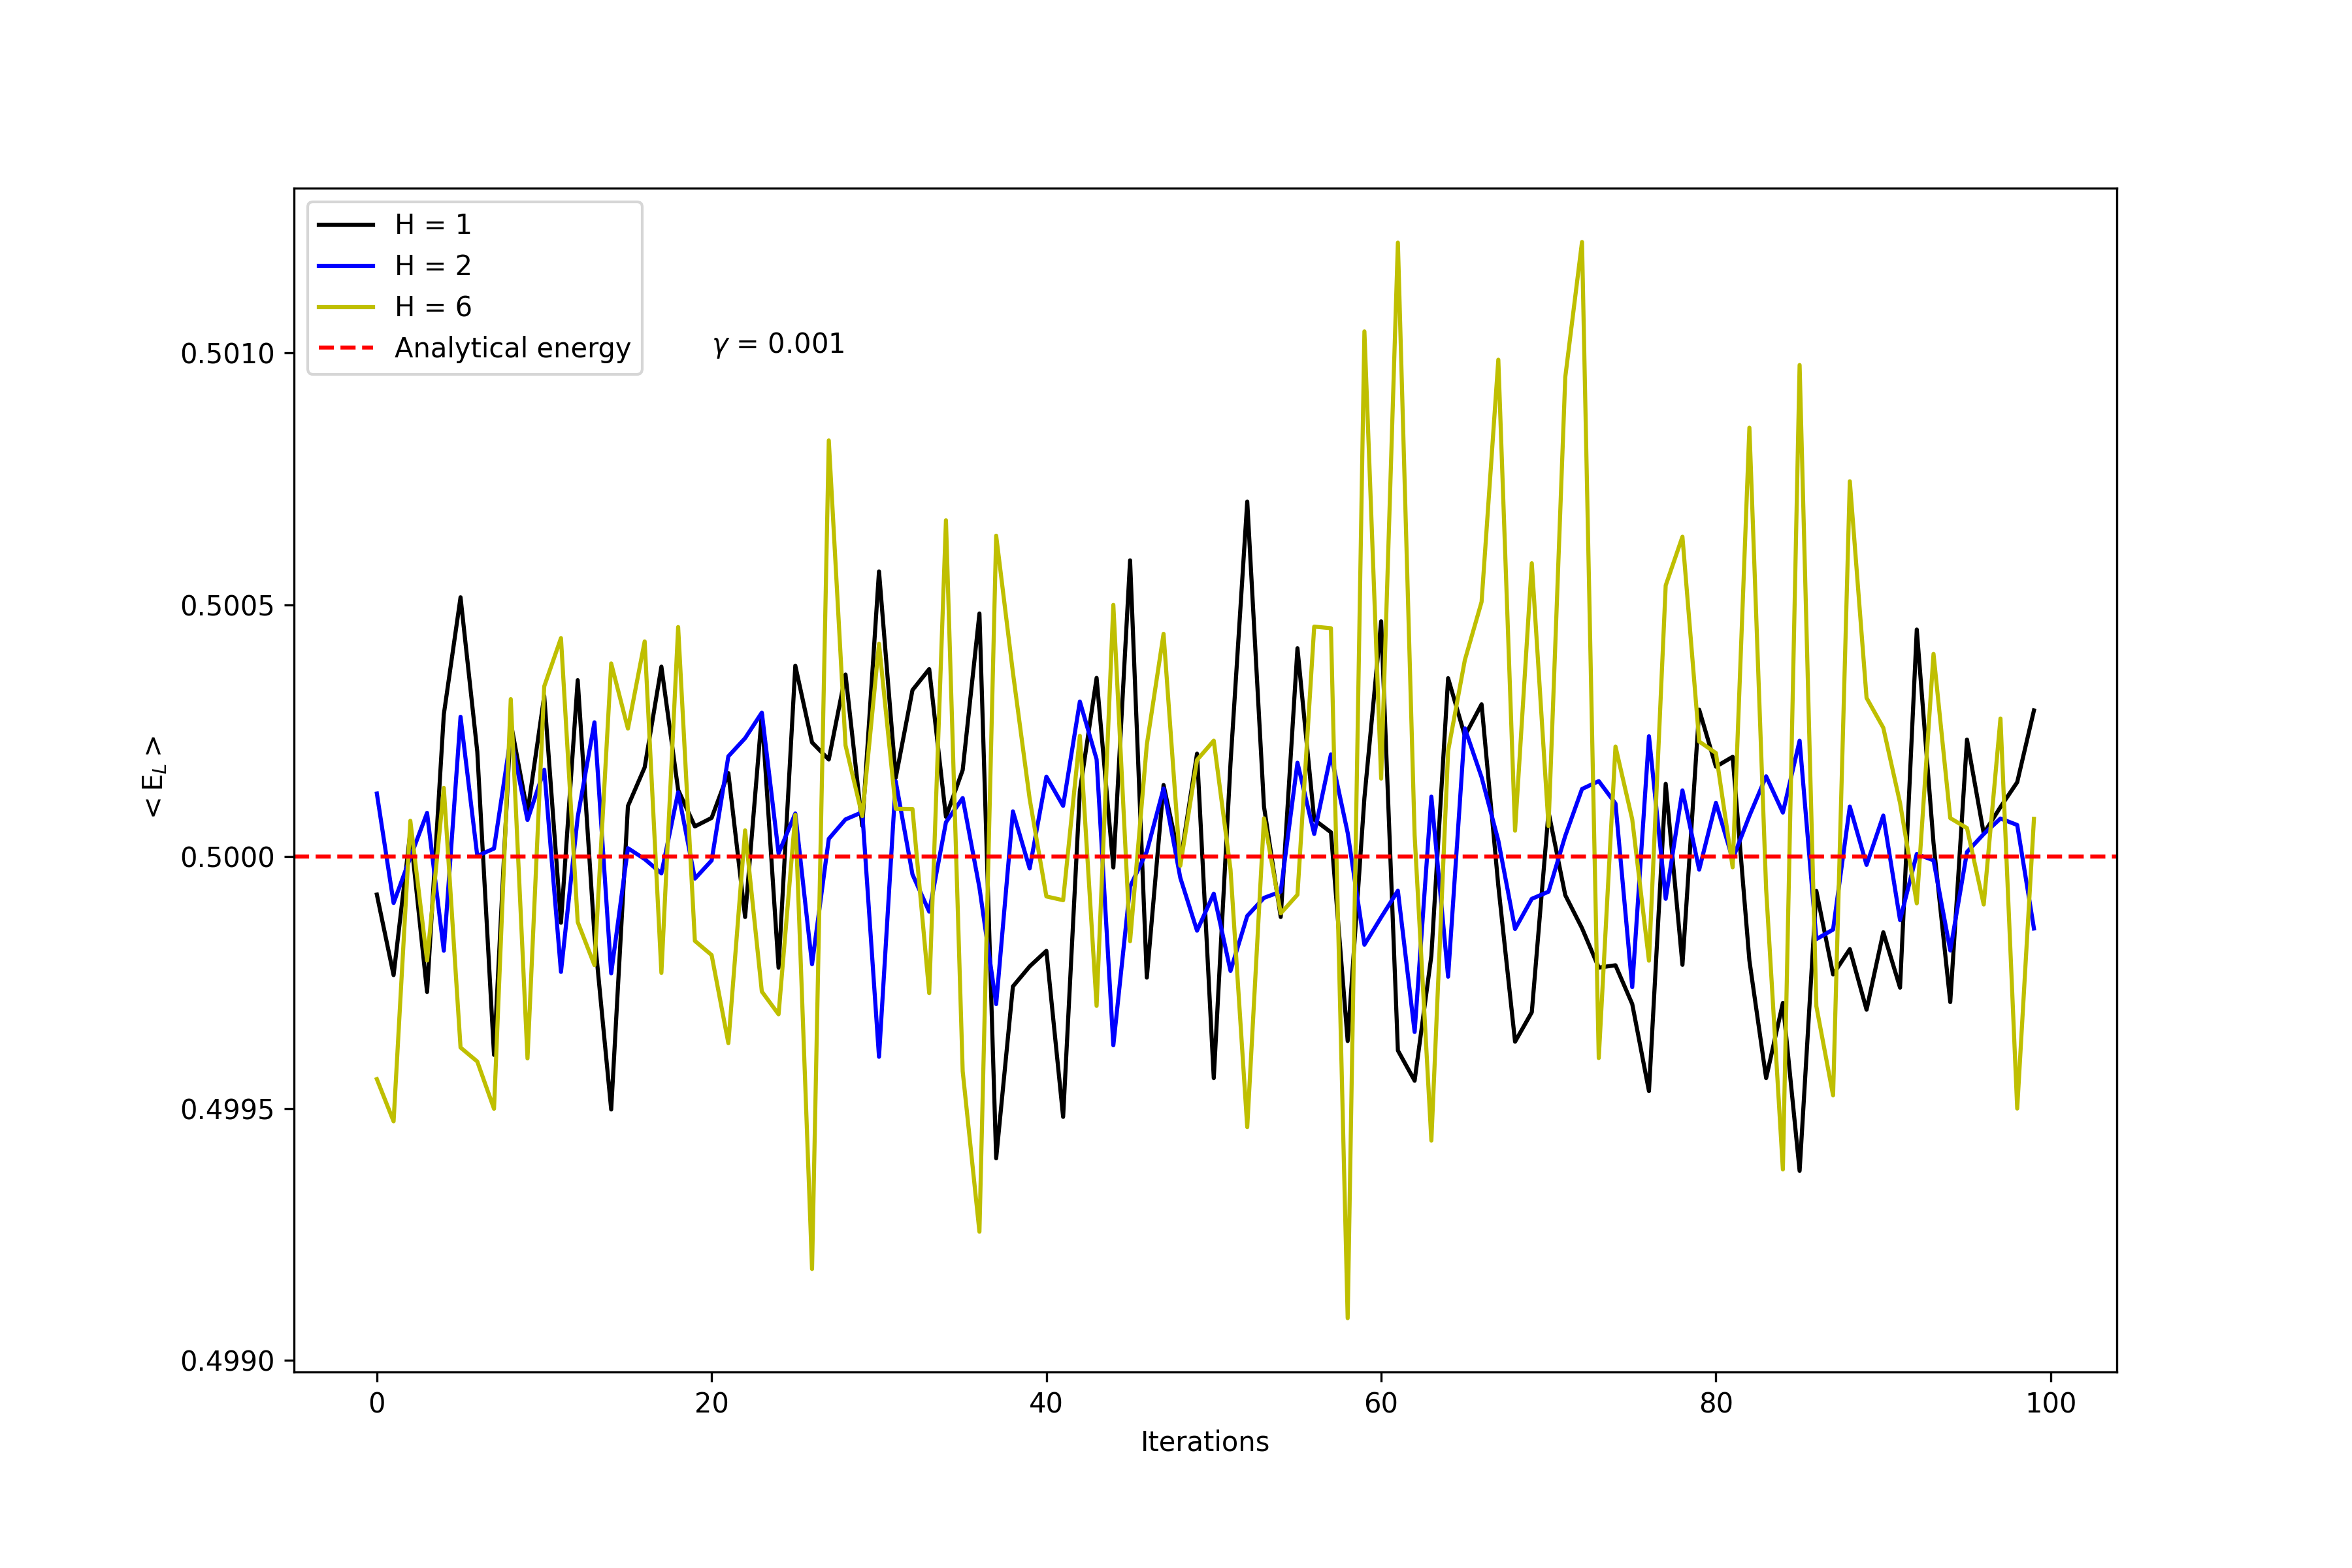 H = 1
H = 2
H = 6
Analytical energy
γ = 0.001
0.5010
0.5005
0.5000
0.4995
0.4990
< E_L >
0 20 40 60 80 100
Iterations